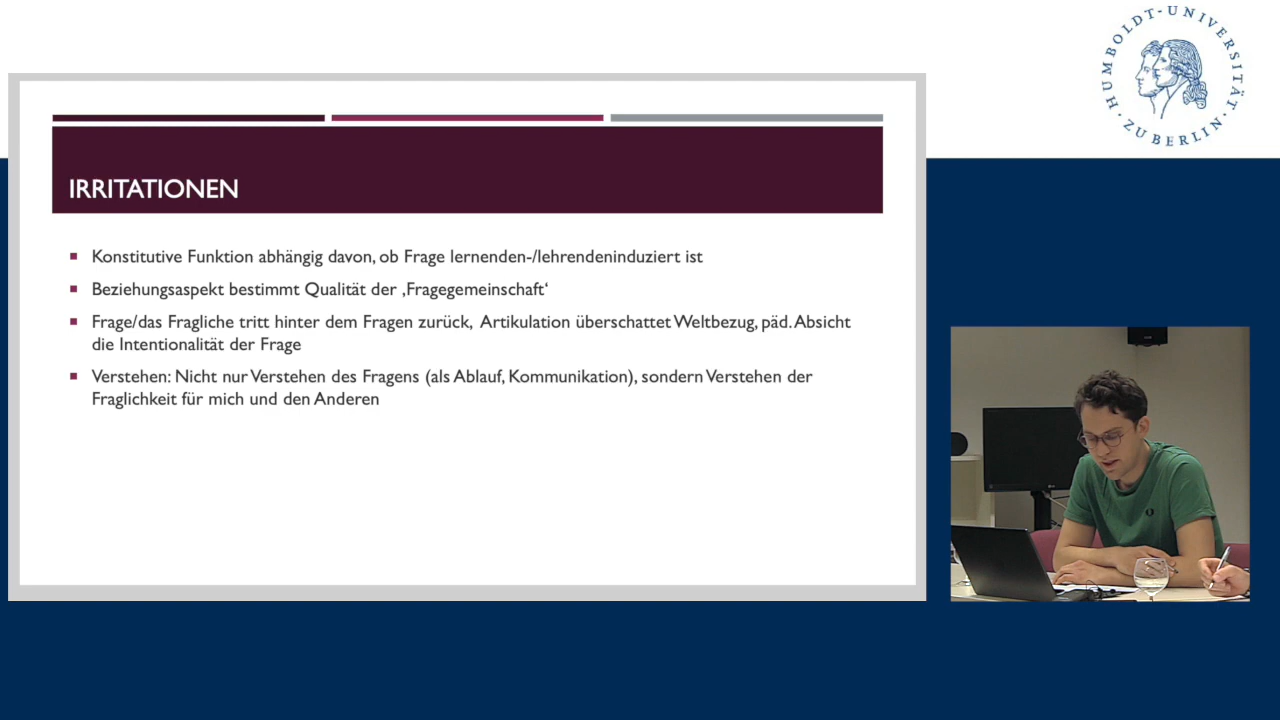 HUMBOLDT-UNIVERSITÄT
ZU BERLIN
IRRITATIONEN
Konstitutive Funktion abhängig davon, ob Frage lernenden-/lehrendeninduziert ist
Beziehungsaspekt bestimmt Qualität der ‚Fragegemeinschaft‘
Frage/das Fragliche tritt hinter dem Fragen zurück, Artikulation überschattet Weltbezug, päd. Absicht
die Intentionalität der Frage
Verstehen: Nicht nur Verstehen des Fragens (als Ablauf, Kommunikation), sondern Verstehen der
Fraglichkeit für mich und den Anderen